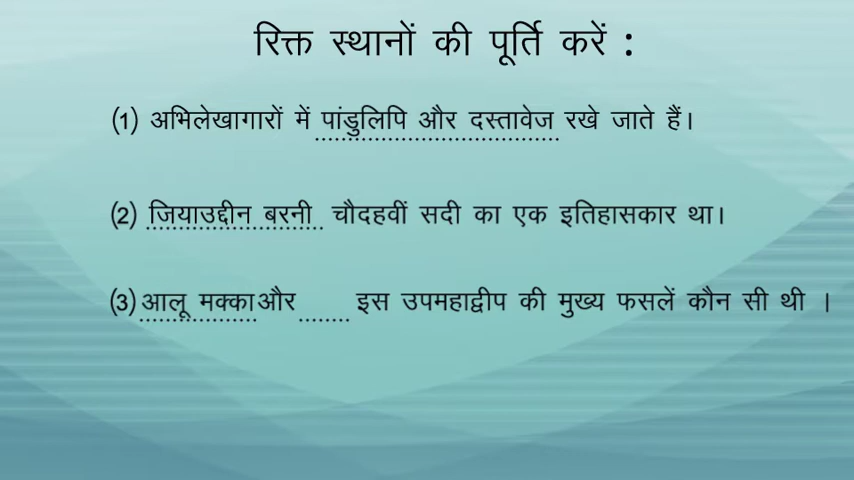 रिक्त स्थानों की पूर्ति करें :
(1) अभिलेखागारों में पांडुलिपि और दस्तावेज रखे जाते हैं।
(2) जियाउद्दीन बरनी चौदहवीं सदी का एक इतिहासकार था।
(3) आलू मक्का और ........ इस उपमहाद्वीप की मुख्य फसलें कौन सी थी ।